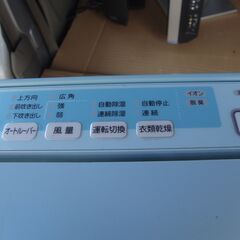 上方向 広角
前吹き出し 強 自動除湿 自動停止 イオン
下吹き出し 弱 連続除湿 連続 脱臭
オートルーバー 風量 運転切換 衣類乾燥